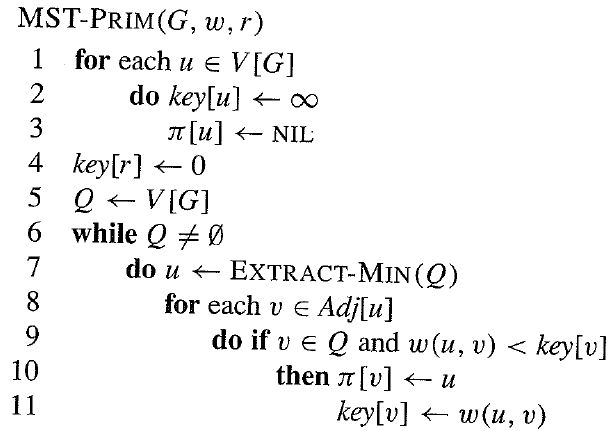 MST-PRIM(G, w, r)
1 for each u ∈ V[G]
2 do key[u] ← ∞
3 π[u] ← NIL
4 key[r] ← 0
5 Q ← V[G]
6 while Q ≠ ∅
7 do u ← EXTRACT-MIN(Q)
8 for each v ∈ Adj[u]
9 do if v ∈ Q and w(u, v) < key[v]
10 then π[v] ← u
11 key[v] ← w(u, v)